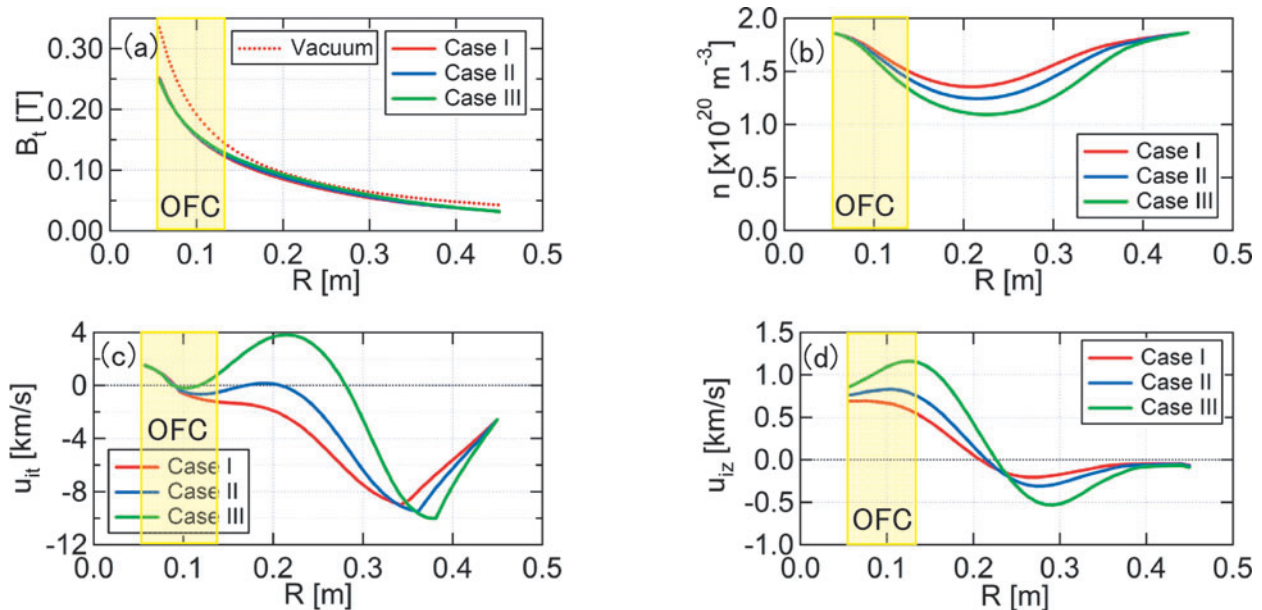 (a)
Vacuum
Case I
Case II
Case III
OFC
0.30
0.20
0.10
0.00
B_t [T]
0.0 0.1 0.2 0.3 0.4 0.5
R [m]
(b)
Case I
Case II
Case III
OFC
2.0
1.5
1.0
0.5
0.0
n [x10^20 m^-3]
0.0 0.1 0.2 0.3 0.4 0.5
R [m]
(c)
OFC
Case I
Case II
Case III
4
0
-4
-8
-12
u_it [km/s]
0.0 0.1 0.2 0.3 0.4 0.5
R [m]
(d)
Case I
Case II
Case III
OFC
1.5
1.0
0.5
0.0
-0.5
-1.0
u_iz [km/s]
0.0 0.1 0.2 0.3 0.4 0.5
R [m]